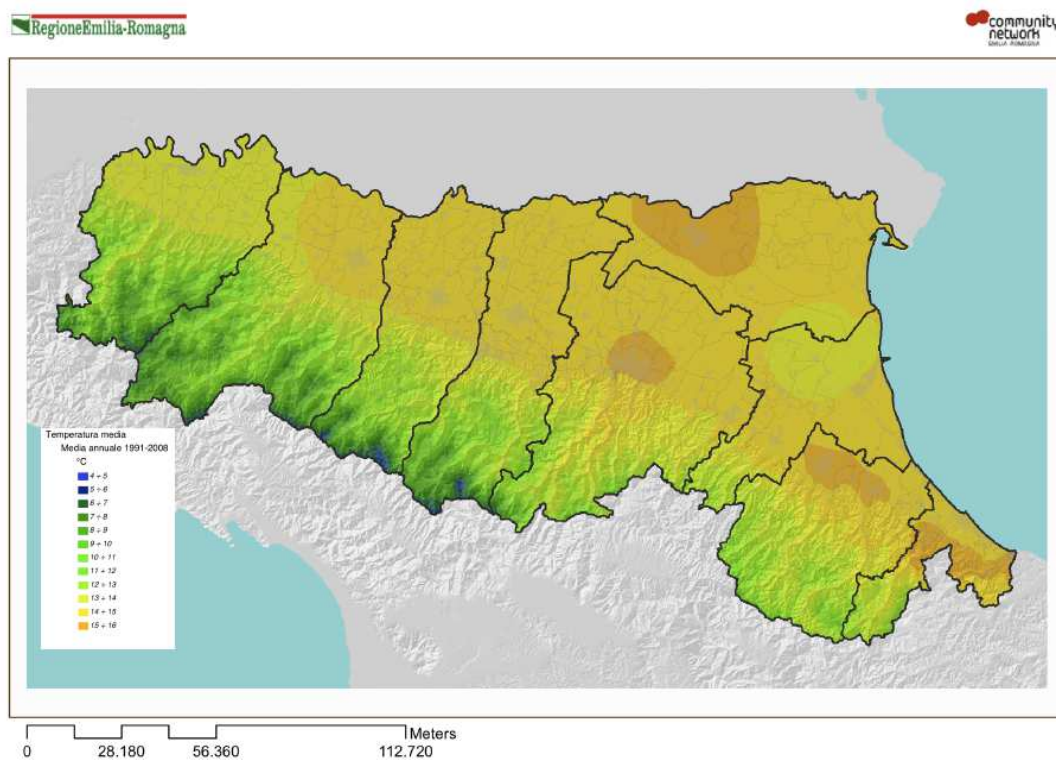 RegioneEmilia-Romagna
community
network
EMILIA-ROMAGNA
Temperatura media
Media annuale 1991-2008
°C
4 ÷ 5
5 ÷ 6
6 ÷ 7
7 ÷ 8
8 ÷ 9
9 ÷ 10
10 ÷ 11
11 ÷ 12
12 ÷ 13
13 ÷ 14
14 ÷ 15
15 ÷ 16
Meters
0 28.180 56.360 112.720